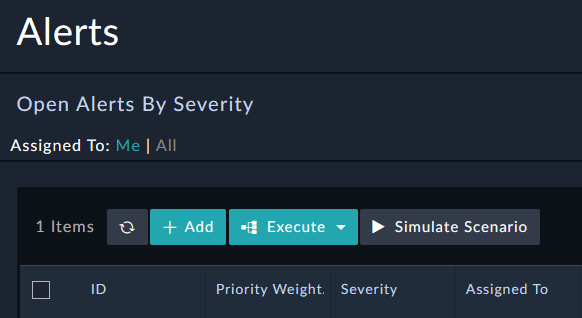 Alerts
Open Alerts By Severity
Assigned To: Me | All
1 Items Add Execute Simulate Scenario
ID Priority Weight. Severity Assigned To